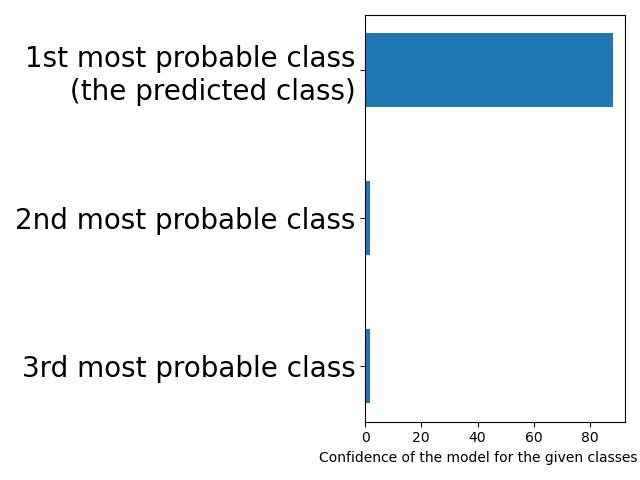 1st most probable class
(the predicted class)
2nd most probable class
3rd most probable class
0 20 40 60 80
Confidence of the model for the given classes